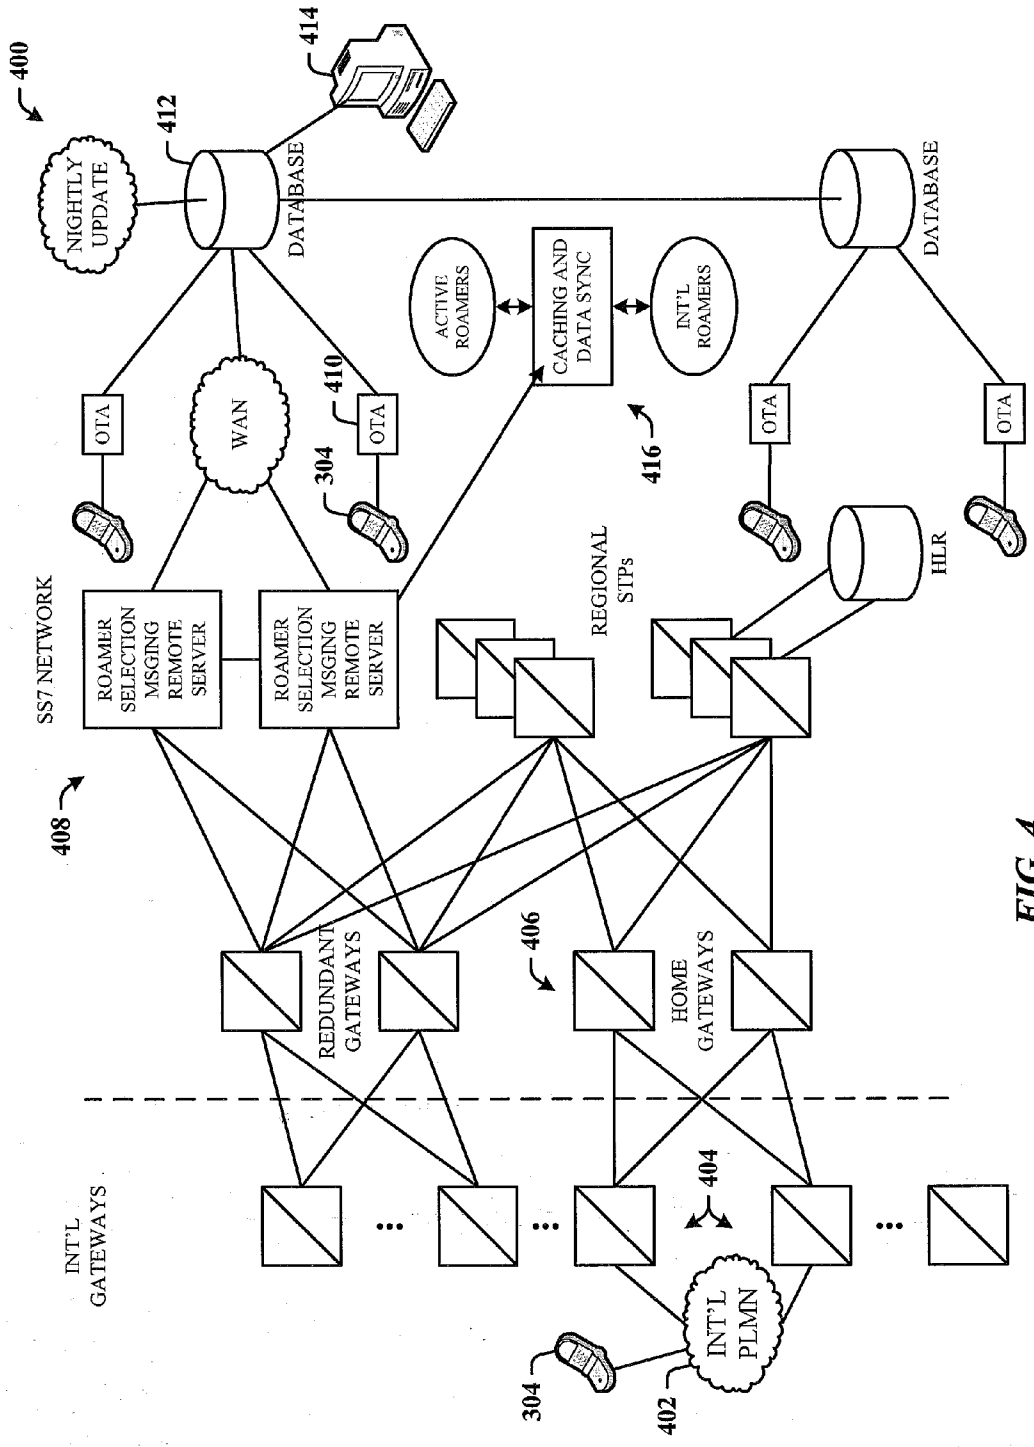 400
NIGHTLY
UPDATE
412
414
DATABASE
OTA
WAN
410
OTA
304
ACTIVE
ROAMERS
CACHING AND
DATA SYNC
INT'L
ROAMERS
416
DATABASE
OTA
OTA
SS7 NETWORK
ROAMER
SELECTION
MSGING
REMOTE
SERVER
ROAMER
SELECTION
MSGING
REMOTE
SERVER
REGIONAL
STPs
HLR
408
REDUNDANT
GATEWAYS
406
HOME
GATEWAYS
INT'L
GATEWAYS
404
INT'L
PLMN
304
402
FIG. 4